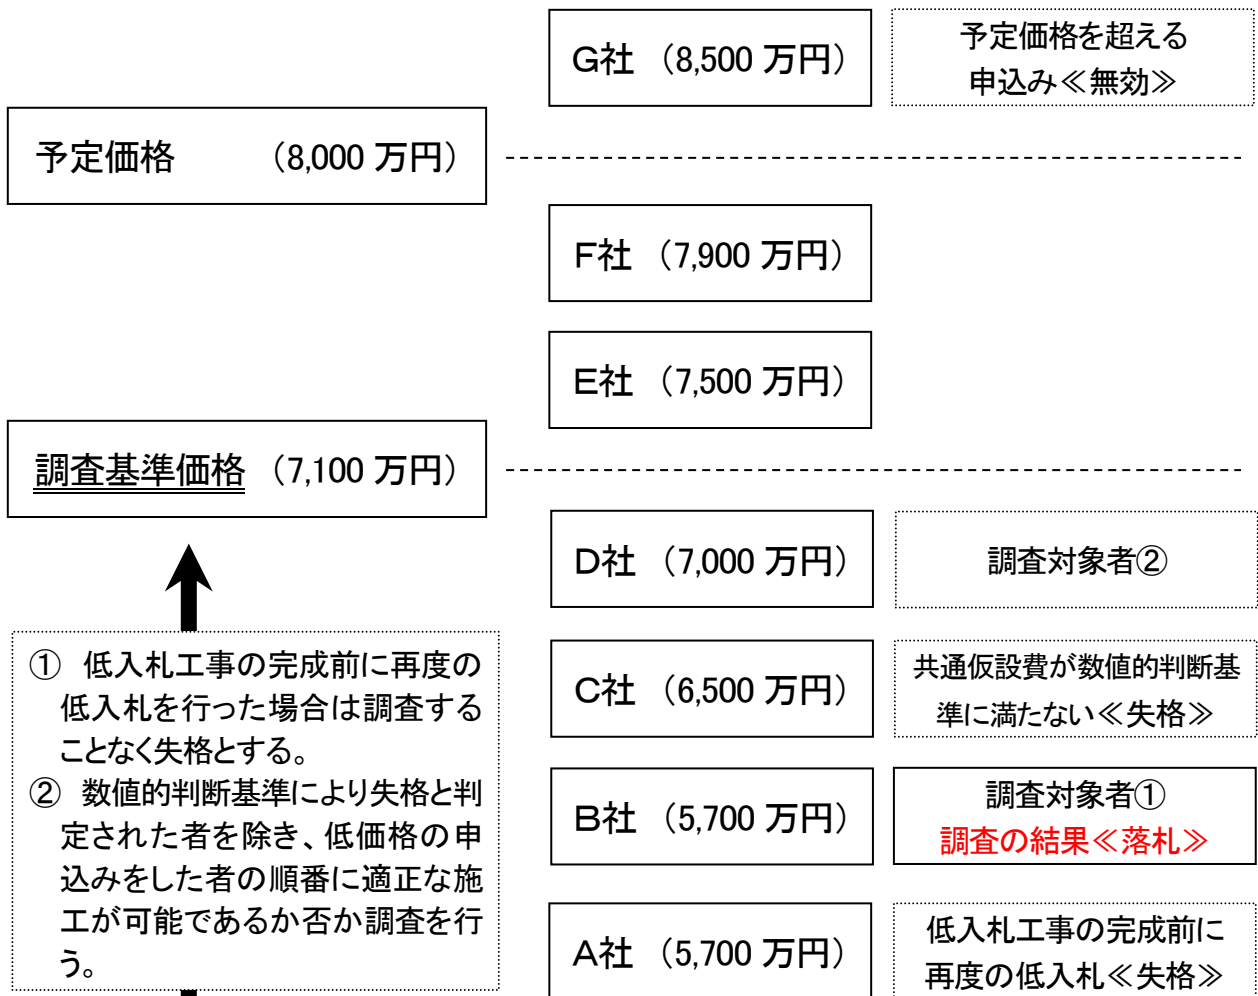 G社 (8,500 万円)
予定価格を超える
申込み≪無効≫
予定価格 (8,000 万円)
F社 (7,900 万円)
E社 (7,500 万円)
調査基準価格 (7,100 万円)
D社 (7,000 万円)
調査対象者②
① 低入札工事の完成前に再度の
低入札を行った場合は調査する
ことなく失格とする。
② 数値的判断基準により失格と判
定された者を除き、低価格の申
込みをした者の順番に適正な施
工が可能であるか否か調査を行
う。
C社 (6,500 万円)
共通仮設費が数値的判断基
準に満たない≪失格≫
B社 (5,700 万円)
調査対象者①
調査の結果≪落札≫
A社 (5,700 万円)
低入札工事の完成前に
再度の低入札≪失格≫